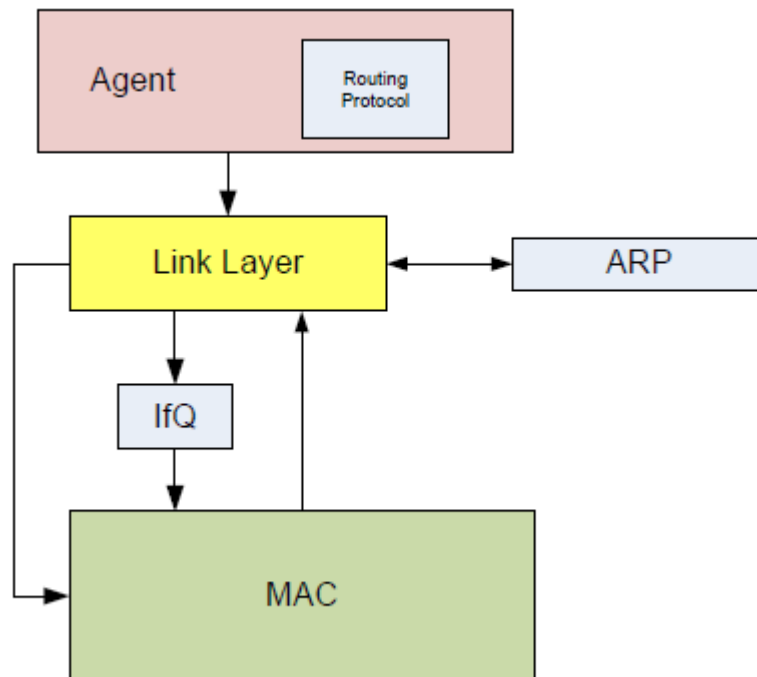 Agent
Routing
Protocol
Link Layer
ARP
IfQ
MAC